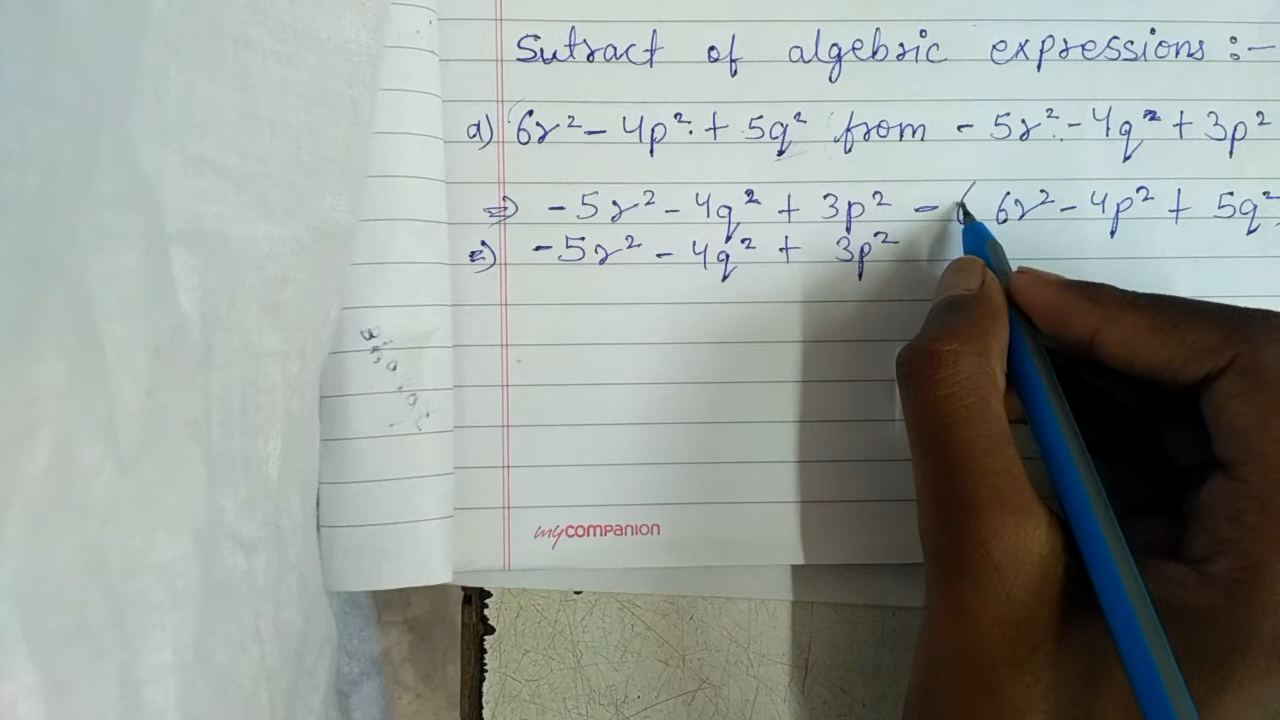 Sutract of algebric expressions :-
a) 6r² - 4p² + 5q² from - 5r² - 4q² + 3p²
=) - 5r² - 4q² + 3p² - ( 6r² - 4p² + 5q²
=) - 5r² - 4q² + 3p²
mycompanion